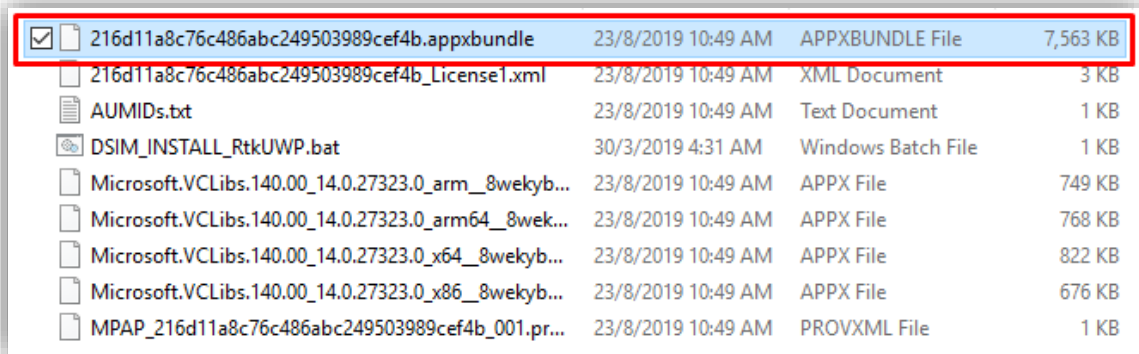 216d11a8c76c486abc249503989cef4b.appxbundle 23/8/2019 10:49 AM APPXBUNDLE File 7,563 KB
216d11a8c76c486abc249503989cef4b_License1.xml 23/8/2019 10:49 AM XML Document 3 KB
AUMIDs.txt 23/8/2019 10:49 AM Text Document 1 KB
DSIM_INSTALL_RtkUWP.bat 30/3/2019 4:31 AM Windows Batch File 1 KB
Microsoft.VCLibs.140.00_14.0.27323.0_arm__8wekyb... 23/8/2019 10:49 AM APPX File 749 KB
Microsoft.VCLibs.140.00_14.0.27323.0_arm64__8wek... 23/8/2019 10:49 AM APPX File 768 KB
Microsoft.VCLibs.140.00_14.0.27323.0_x64__8wekyb... 23/8/2019 10:49 AM APPX File 822 KB
Microsoft.VCLibs.140.00_14.0.27323.0_x86__8wekyb... 23/8/2019 10:49 AM APPX File 676 KB
MPAP_216d11a8c76c486abc249503989cef4b_001.pr... 23/8/2019 10:49 AM PROVXML File 1 KB